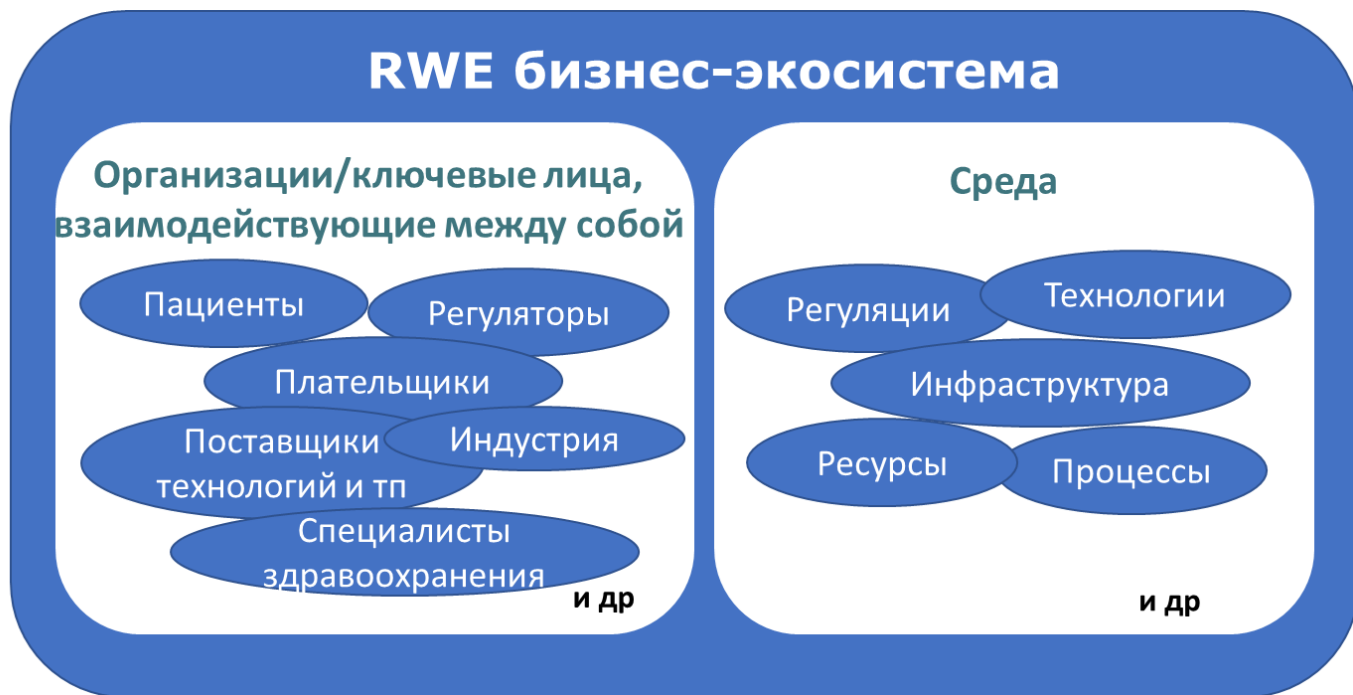 RWE бизнес-экосистема
Организации/ключевые лица,
взаимодействующие между собой
Пациенты
Регуляторы
Плательщики
Поставщики
технологий и тп
Индустрия
Специалисты
здравоохранения
и др
Среда
Регуляции
Технологии
Инфраструктура
Ресурсы
Процессы
и др